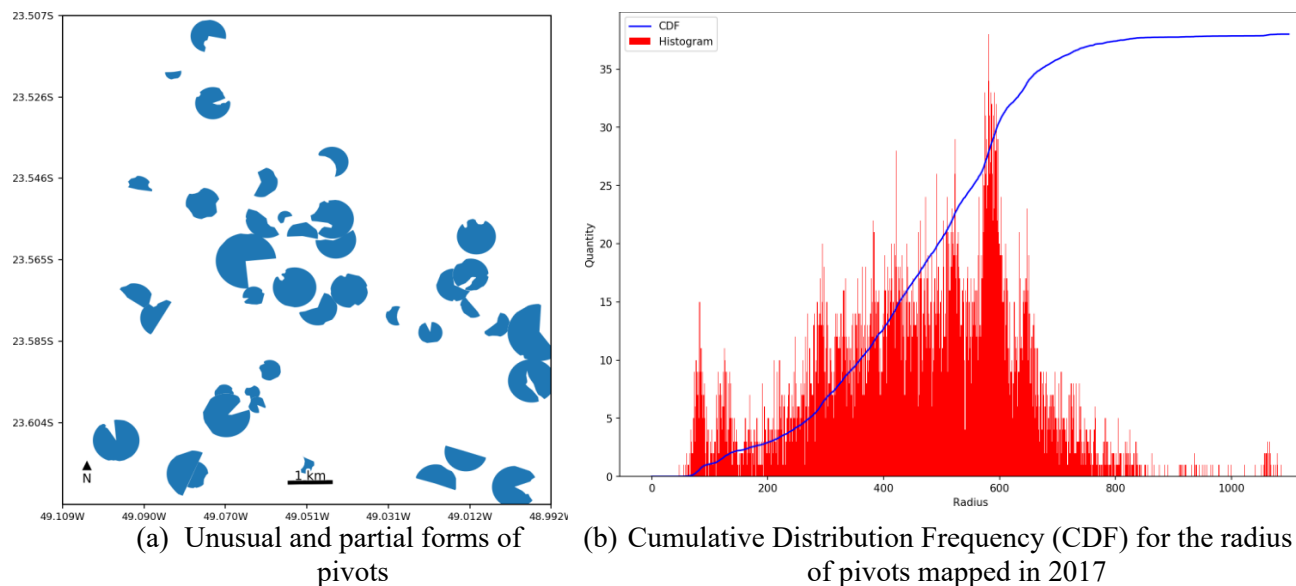 23.507S
23.526S
23.546S
23.565S
23.585S
23.604S
N
1 km
49.109W 49.090W 49.070W 49.051W 49.031W 49.012W 48.992W
(a) Unusual and partial forms of
pivots
CDF
Histogram
35
30
25
20
15
10
5
0
Quantity
0 200 400 600 800 1000
Radius
(b) Cumulative Distribution Frequency (CDF) for the radius
of pivots mapped in 2017